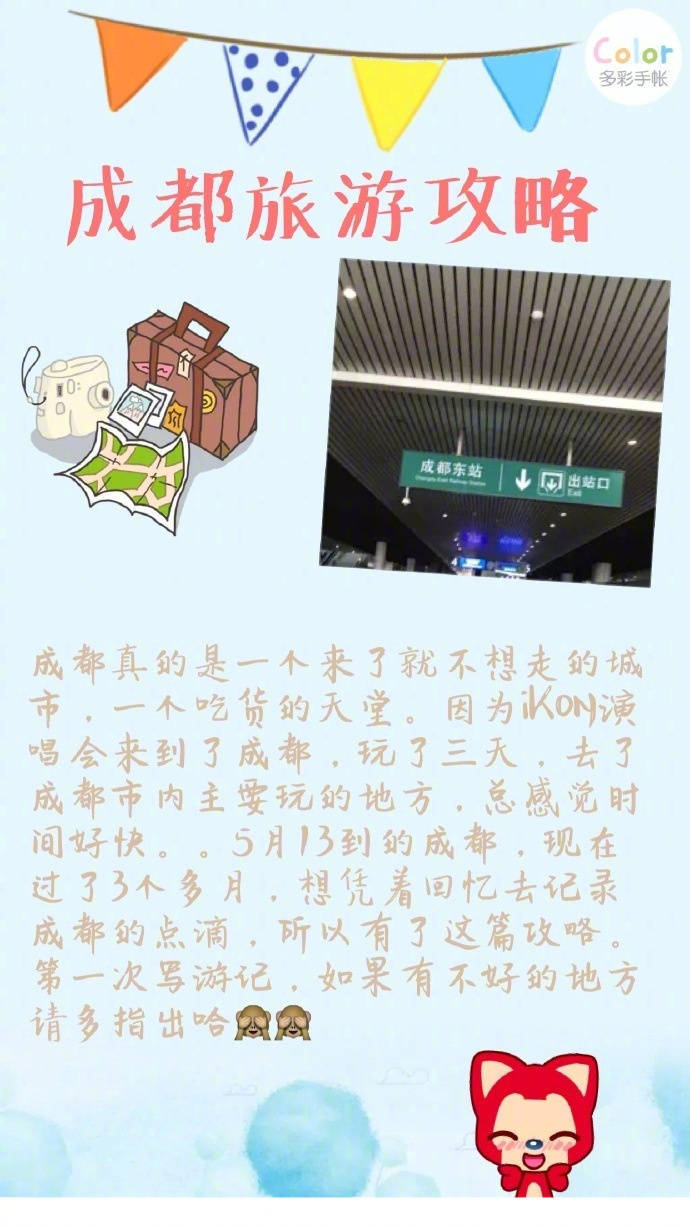 Color
多彩手帐
成都旅游攻略
成都东站
Chengdu East Railway Station
出站口
Exit
成都真的是一个来了就不想走的城
市，一个吃货的天堂。因为iKON演
唱会来到了成都，玩了三天，去了
成都市内主要玩的地方，总感觉时
间好快。。5月13到的成都，现在
过了3个多月，想凭着回忆去记录
成都的点滴，所以有了这篇攻略。
第一次写游记，如果有不好的地方
请多指出哈🙈🙈